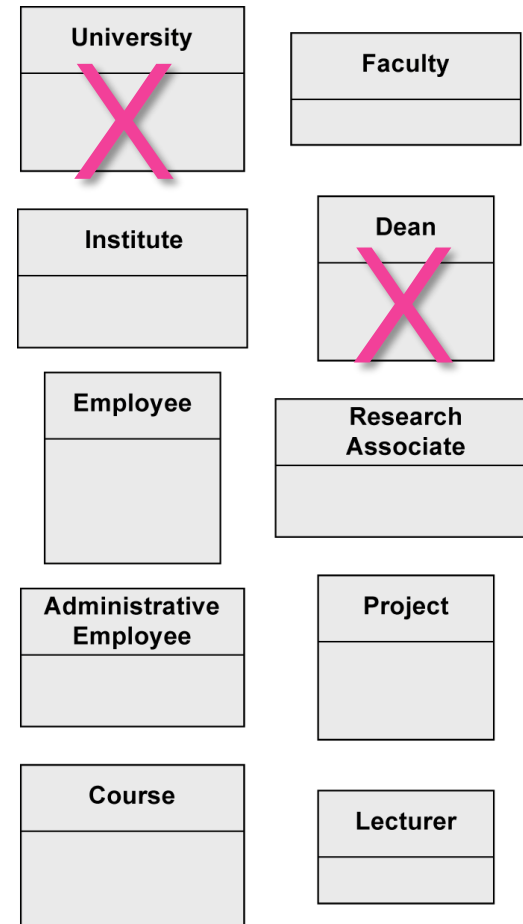 University
Faculty
Institute
Dean
Employee
Research
Associate
Administrative
Employee
Project
Course
Lecturer